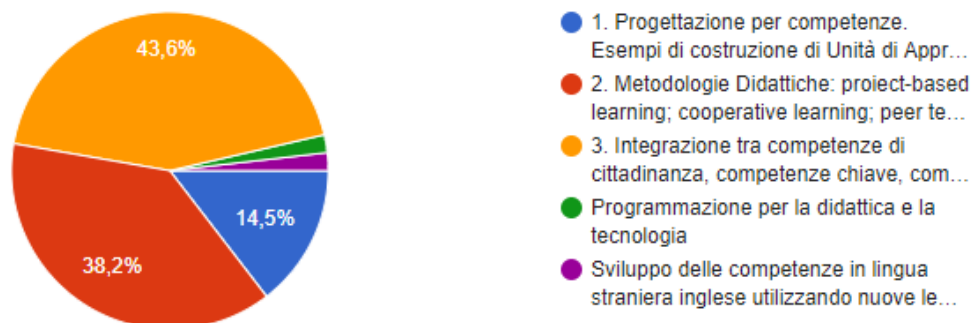 43,6%
14,5%
38,2%
1. Progettazione per competenze.
Esempi di costruzione di Unità di Appr...
2. Metodologie Didattiche: proiect-based
learning; cooperative learning; peer te...
3. Integrazione tra competenze di
cittadinanza, competenze chiave, com...
Programmazione per la didattica e la
tecnologia
Sviluppo delle competenze in lingua
straniera inglese utilizzando nuove le...